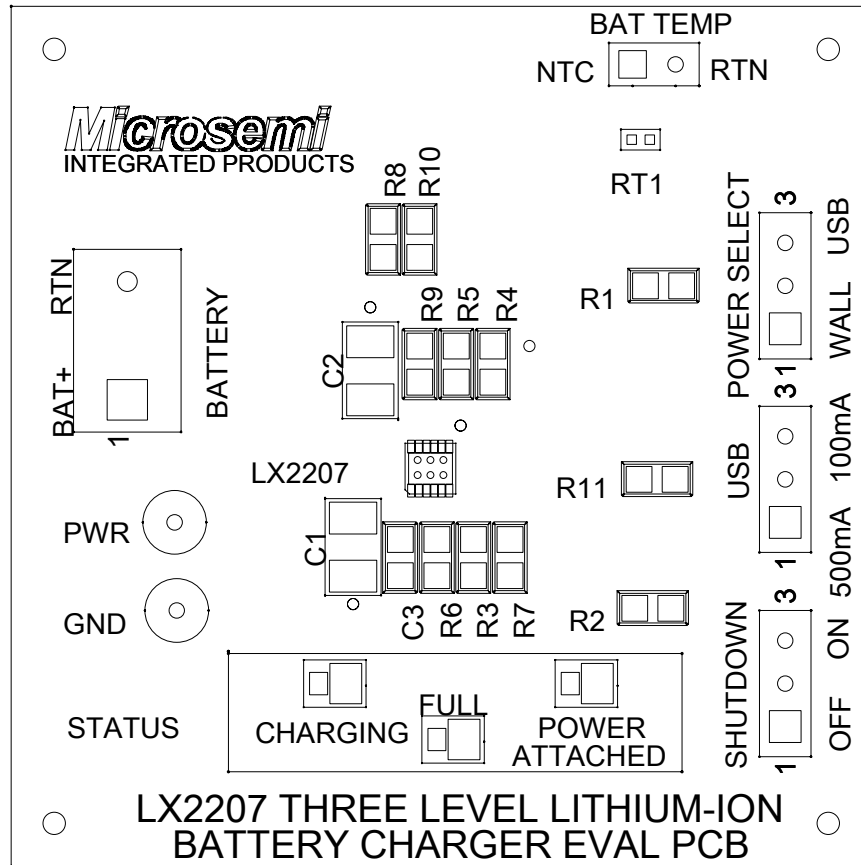 BAT TEMP
NTC
RTN
Microsemi
INTEGRATED PRODUCTS
RT1
R8
R10
POWER SELECT
3
1
USB
WALL
BAT+
RTN
1
BATTERY
R1
C2
R9
R5
R4
LX2207
USB
3
1
100mA
500mA
R11
PWR
GND
C1
C3
R6
R3
R7
R2
SHUTDOWN
3
1
ON
OFF
STATUS
CHARGING
FULL
POWER
ATTACHED
LX2207 THREE LEVEL LITHIUM-ION
BATTERY CHARGER EVAL PCB